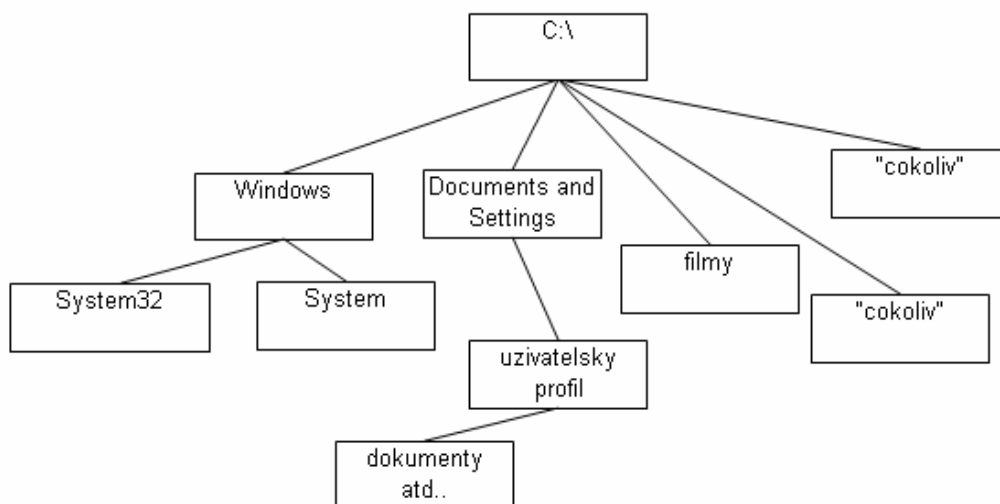 C:\
"cokoliv"
Windows
Documents and
Settings
filmy
System32
System
"cokoliv"
uzivatelsky
profil
dokumenty
atd..